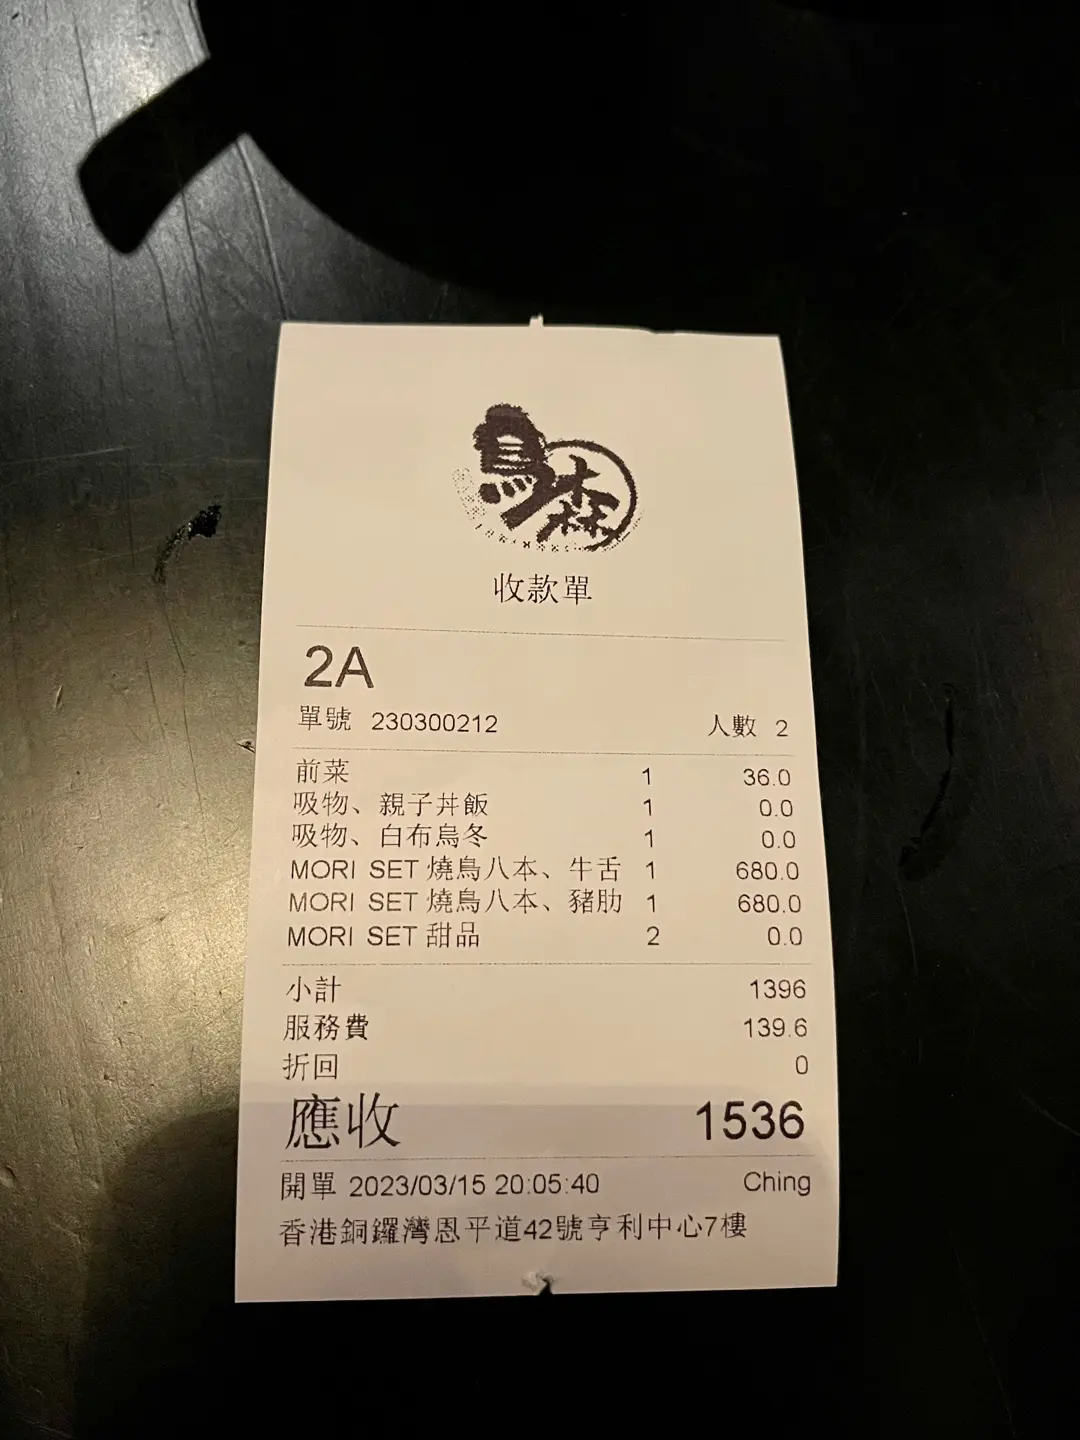 鳥森
收款單
2A
單號 230300212 人數 2
前菜 1 36.0
吸物、親子丼飯 1 0.0
吸物、白布烏冬 1 0.0
MORI SET 燒鳥八本、牛舌 1 680.0
MORI SET 燒鳥八本、豬肋 1 680.0
MORI SET 甜品 2 0.0
小計 1396
服務費 139.6
折回 0
應收 1536
開單 2023/03/15 20:05:40 Ching
香港銅鑼灣恩平道42號亨利中心7樓